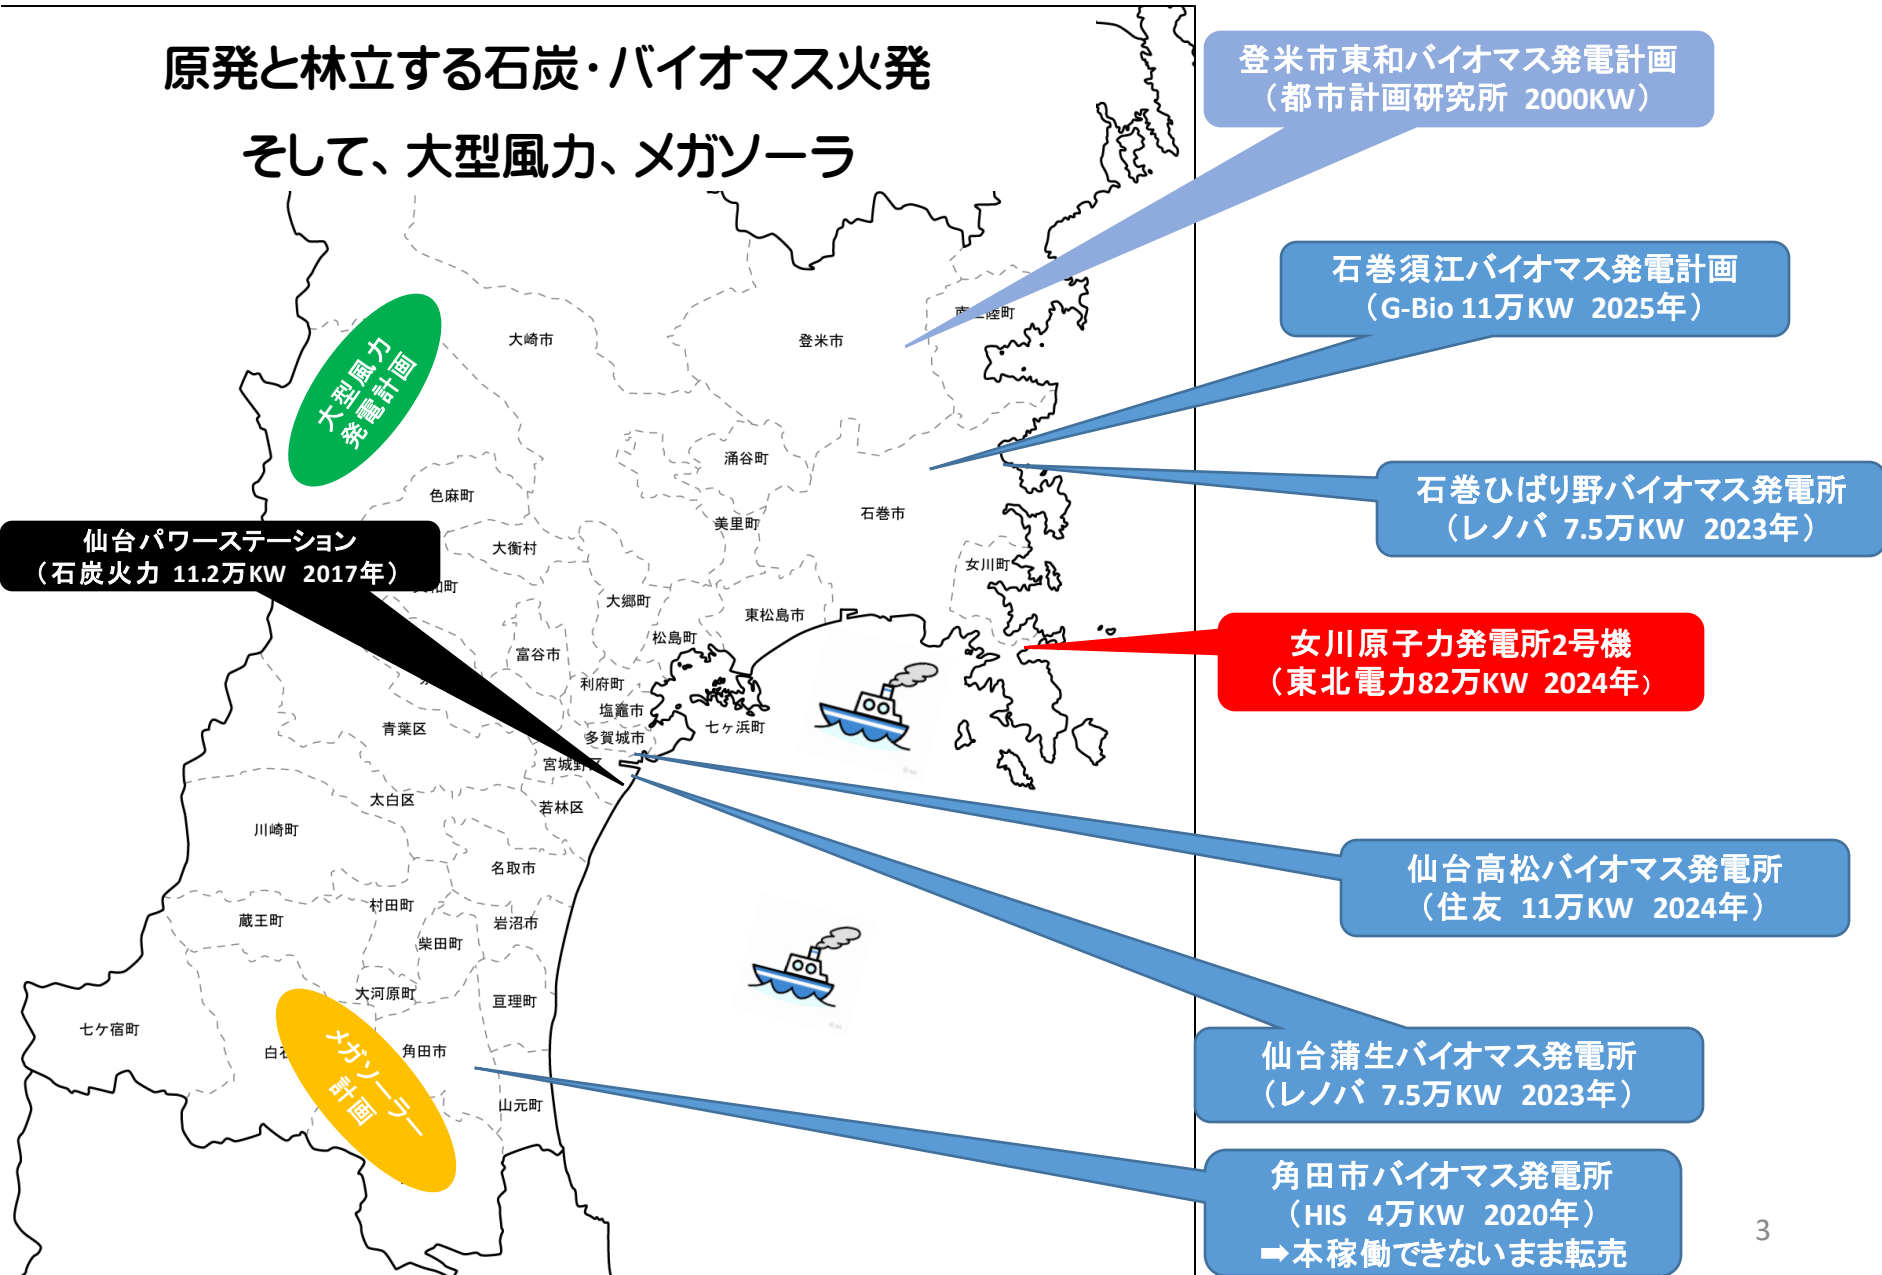 原発と林立する石炭・バイオマス火発
そして、大型風力、メガソーラ
登米市東和バイオマス発電計画
（都市計画研究所 2000KW）
石巻須江バイオマス発電計画
（G-Bio 11万KW 2025年）
石巻ひばり野バイオマス発電所
（レノバ 7.5万KW 2023年）
女川原子力発電所2号機
（東北電力82万KW 2024年）
仙台高松バイオマス発電所
（住友 11万KW 2024年）
仙台蒲生バイオマス発電所
（レノバ 7.5万KW 2023年）
角田市バイオマス発電所
（HIS 4万KW 2020年）
➡本稼働できないまま転売
仙台パワーステーション
（石炭火力 11.2万KW 2017年）
大型風力
発電計画
メガソーラー
計画
大崎市
登米市
陸町
涌谷町
色麻町
美里町
石巻市
大衡村
女川町
和町
大郷町
東松島市
松島町
富谷市
利府町
塩竈市
七ヶ浜町
青葉区
多賀城市
宮城野区
太白区
若林区
川崎町
名取市
村田町
蔵王町
岩沼市
柴田町
大河原町
亘理町
七ケ宿町
白石
角田市
山元町
3